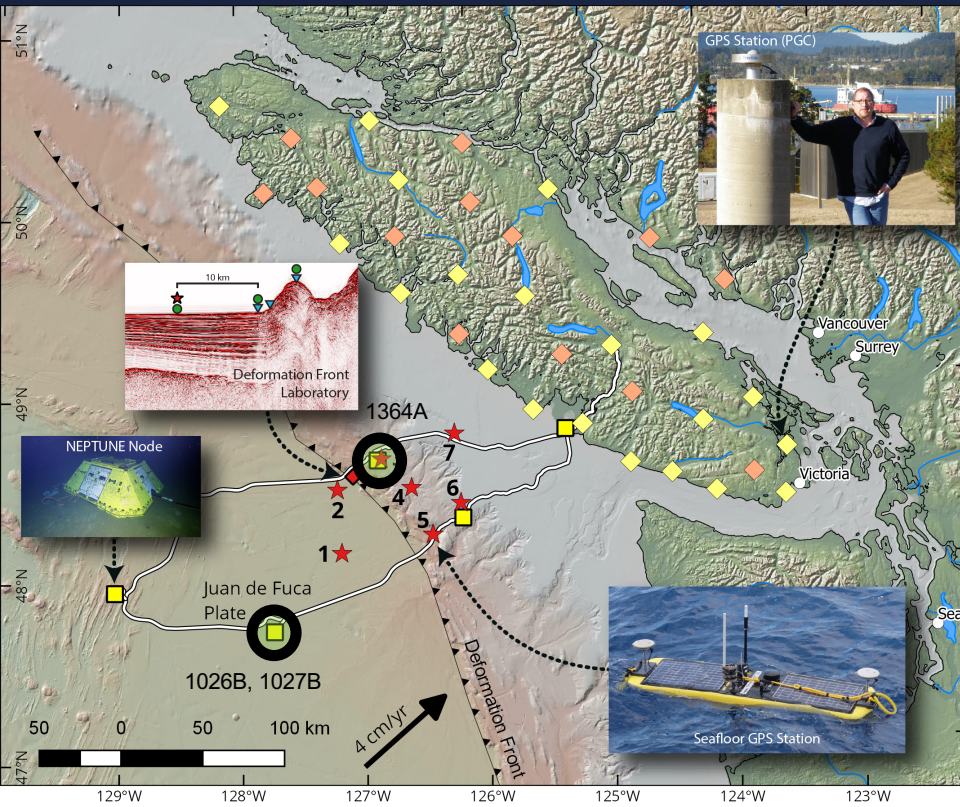 51°N
50°N
49°N
48°N
47°N
GPS Station (PGC)
10 km
Deformation Front
Laboratory
NEPTUNE Node
1364A
7
2
4
6
5
1
Vancouver
Surrey
Victoria
Sea
Juan de Fuca
Plate
1026B, 1027B
Deformation Front
4 cm/yr
50 0 50 100 km
Seafloor GPS Station
129°W 128°W 127°W 126°W 125°W 124°W 123°W